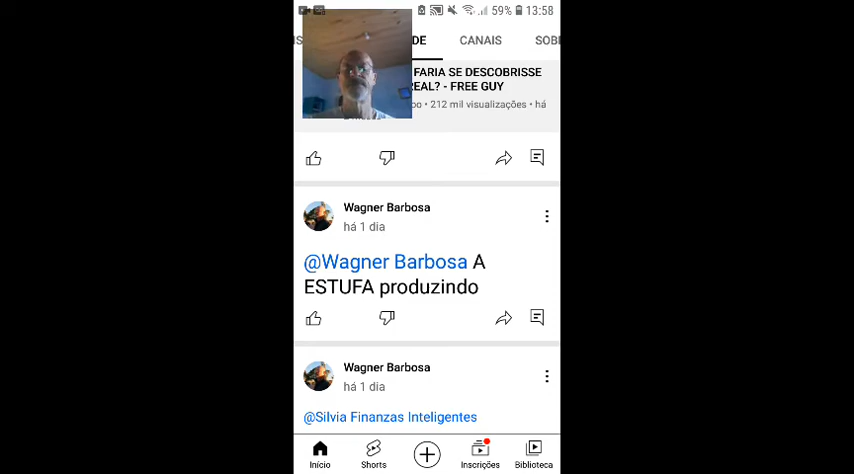 59% 13:58
DE CANAIS SOB
FARIA SE DESCOBRISSE
REAL? - FREE GUY
• 212 mil visualizações • há
Wagner Barbosa
há 1 dia
@Wagner Barbosa A
ESTUFA produzindo
Wagner Barbosa
há 1 dia
@Silvia Finanzas Inteligentes
Início Shorts Inscrições Biblioteca